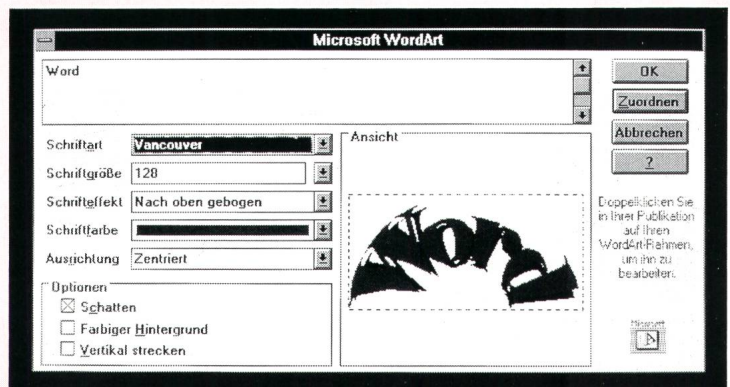 Microsoft WordArt
Word
OK
Zuordnen
Abbrechen
?
Schriftart Vancouver
Schriftgröße 128
Schrifteffekt Nach oben gebogen
Schriftfarbe
Ausrichtung Zentriert
Optionen
Schatten
Farbiger Hintergrund
Vertikal strecken
Ansicht
Word
Doppelklicken Sie
in Ihrer Publikation
auf Ihren
WordArt-Rahmen,
um ihn zu
bearbeiten.
A